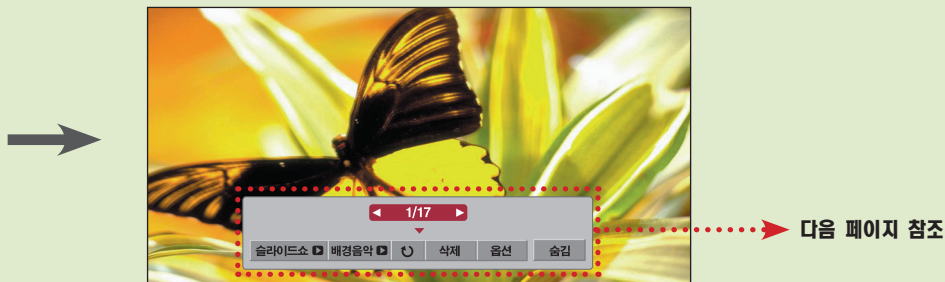 ◀ 1/17 ▶
슬라이드쇼 ▶ 배경음악 ▶ ↻ 삭제 옵션 숨김
다음 페이지 참조